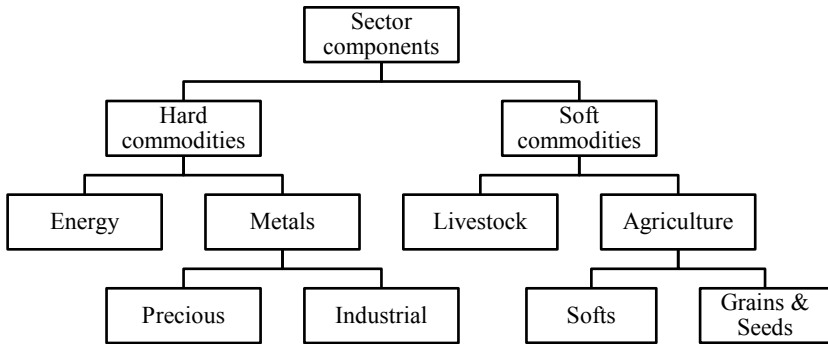 Sector
components
Hard
commodities
Soft
commodities
Energy
Metals
Livestock
Agriculture
Precious
Industrial
Softs
Grains &
Seeds